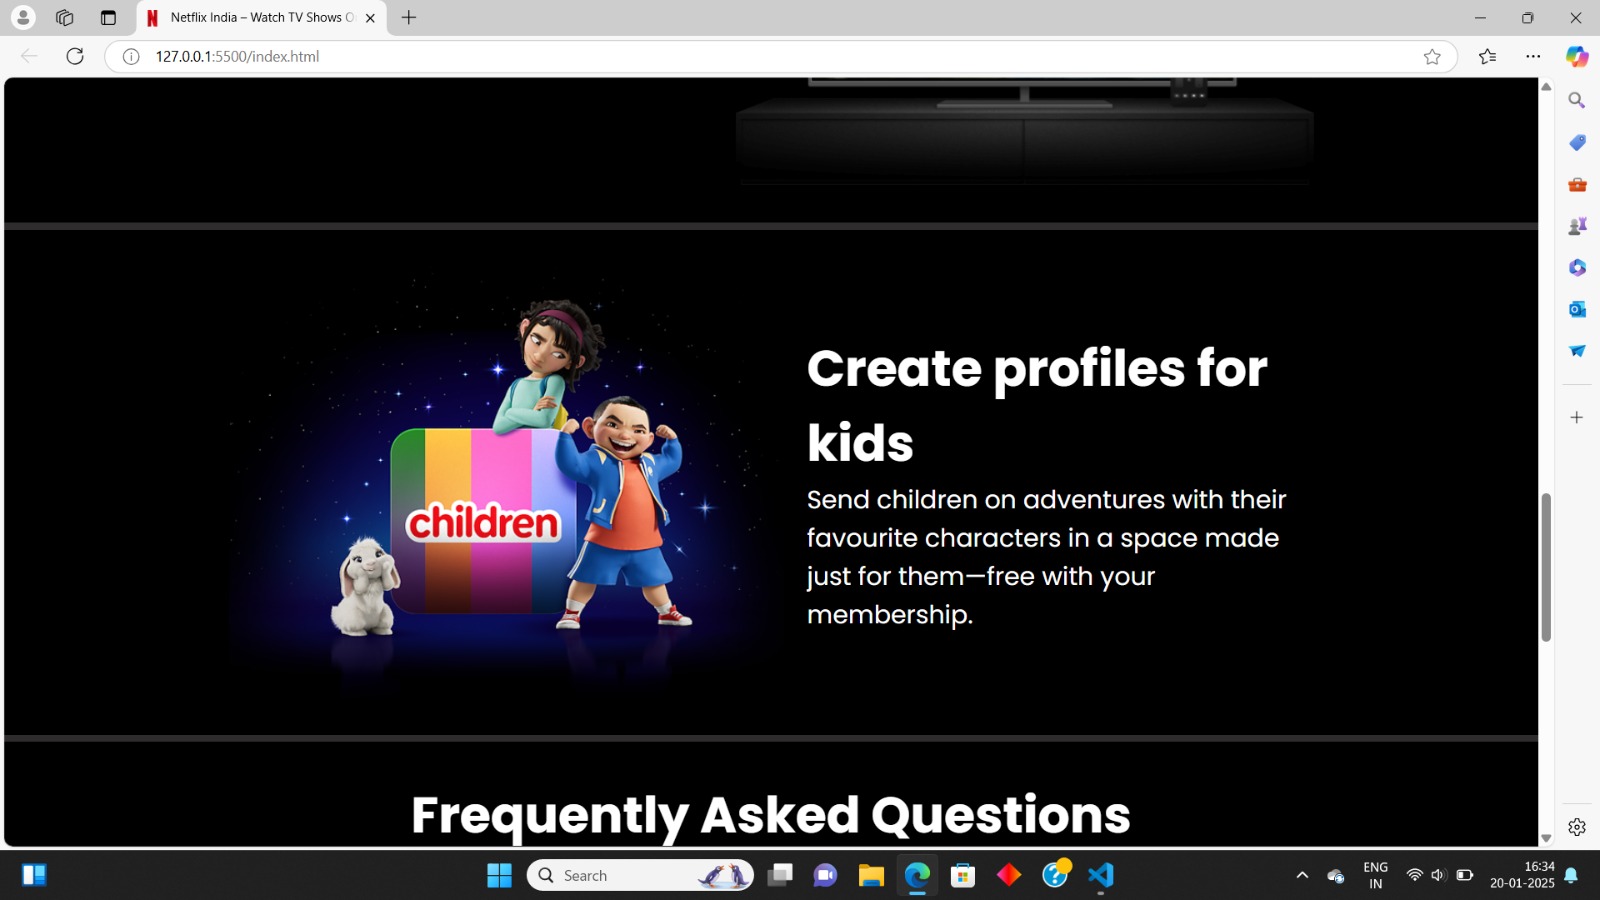 Netflix India – Watch TV Shows O
127.0.0.1:5500/index.html
children
Create profiles for
kids
Send children on adventures with their
favourite characters in a space made
just for them—free with your
membership.
Frequently Asked Questions
Search
ENG
IN
16:34
20-01-2025